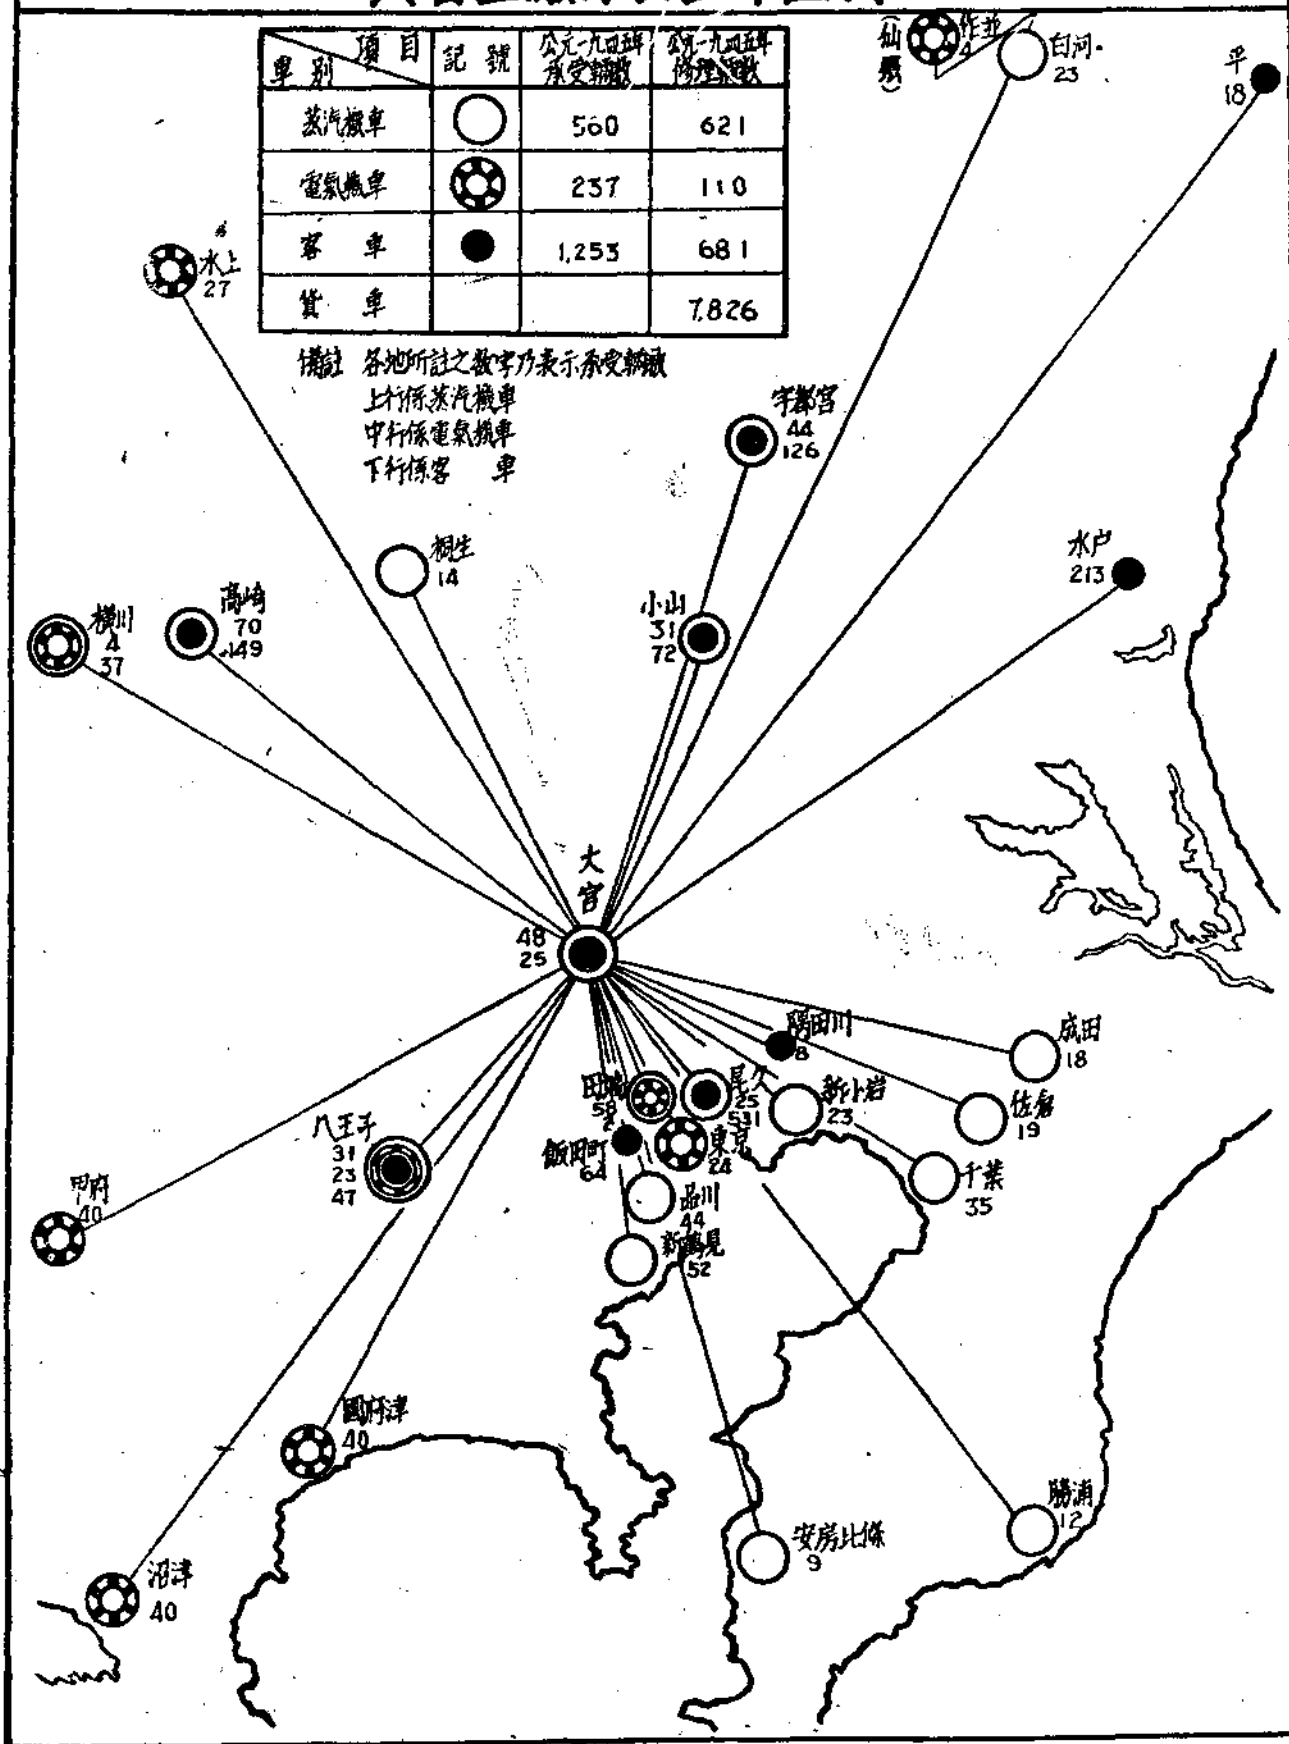 項目
車別
記號
公元一九四五年
承受輛數
公元一九四五年
修理輛數
蒸汽機車
560
621
電氣機車
237
110
客 車
1,253
681
貨 車
7,826
備註 各地所註之數字乃表示承受輛數
上行係蒸汽機車
中行係電氣機車
下行係客 車
作並
4
白河
23
平
18
水上
27
宇都宮
44
126
桐生
14
水户
213
高崎
70
149
橫川
4
37
小山
31
72
大宮
48
25
隅田川
8
成田
18
田端
58
2
尾久
25
531
新小岩
23
佐倉
19
八王子
31
23
47
飯田町
64
東京
24
千葉
35
甲府
40
品川
44
新鶴見
52
國府津
40
勝浦
12
安房北條
9
沼津
40